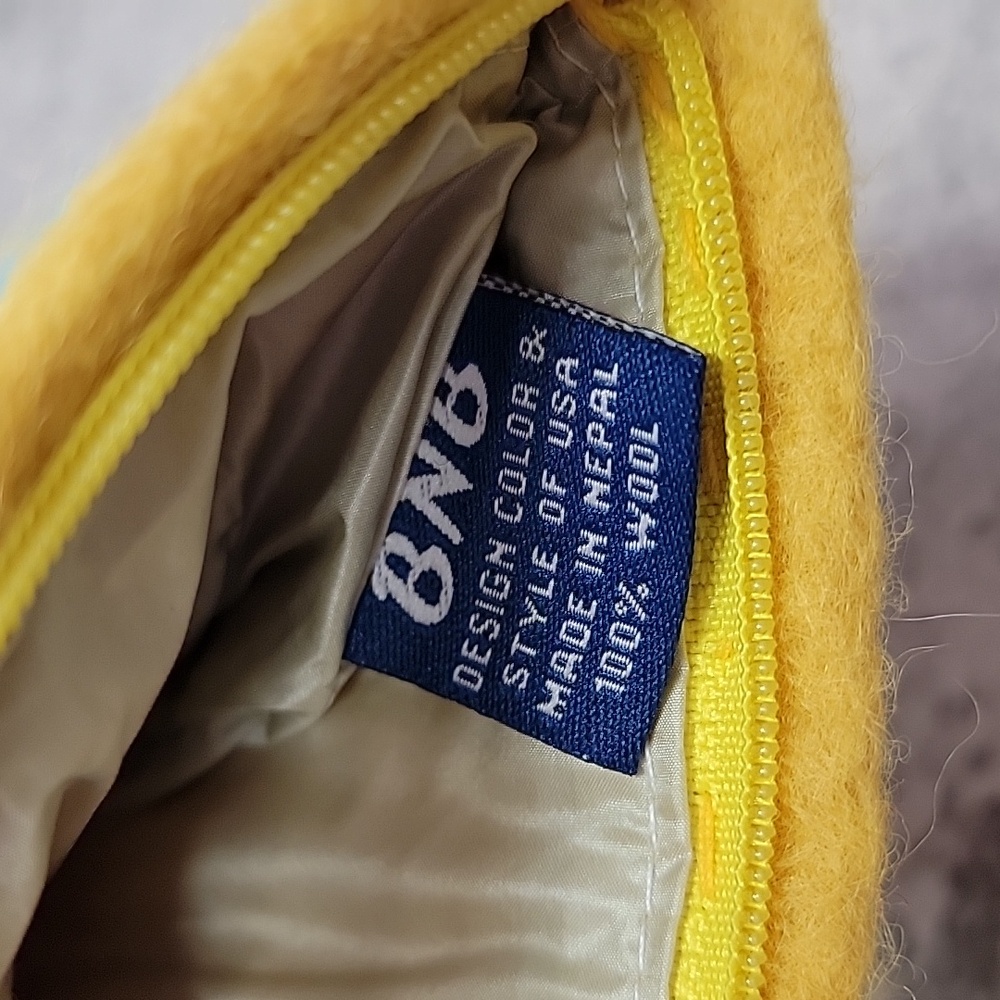 8N8
DESIGN COLOR &
STYLE OF USA
MADE IN NEPAL
100% WOOL